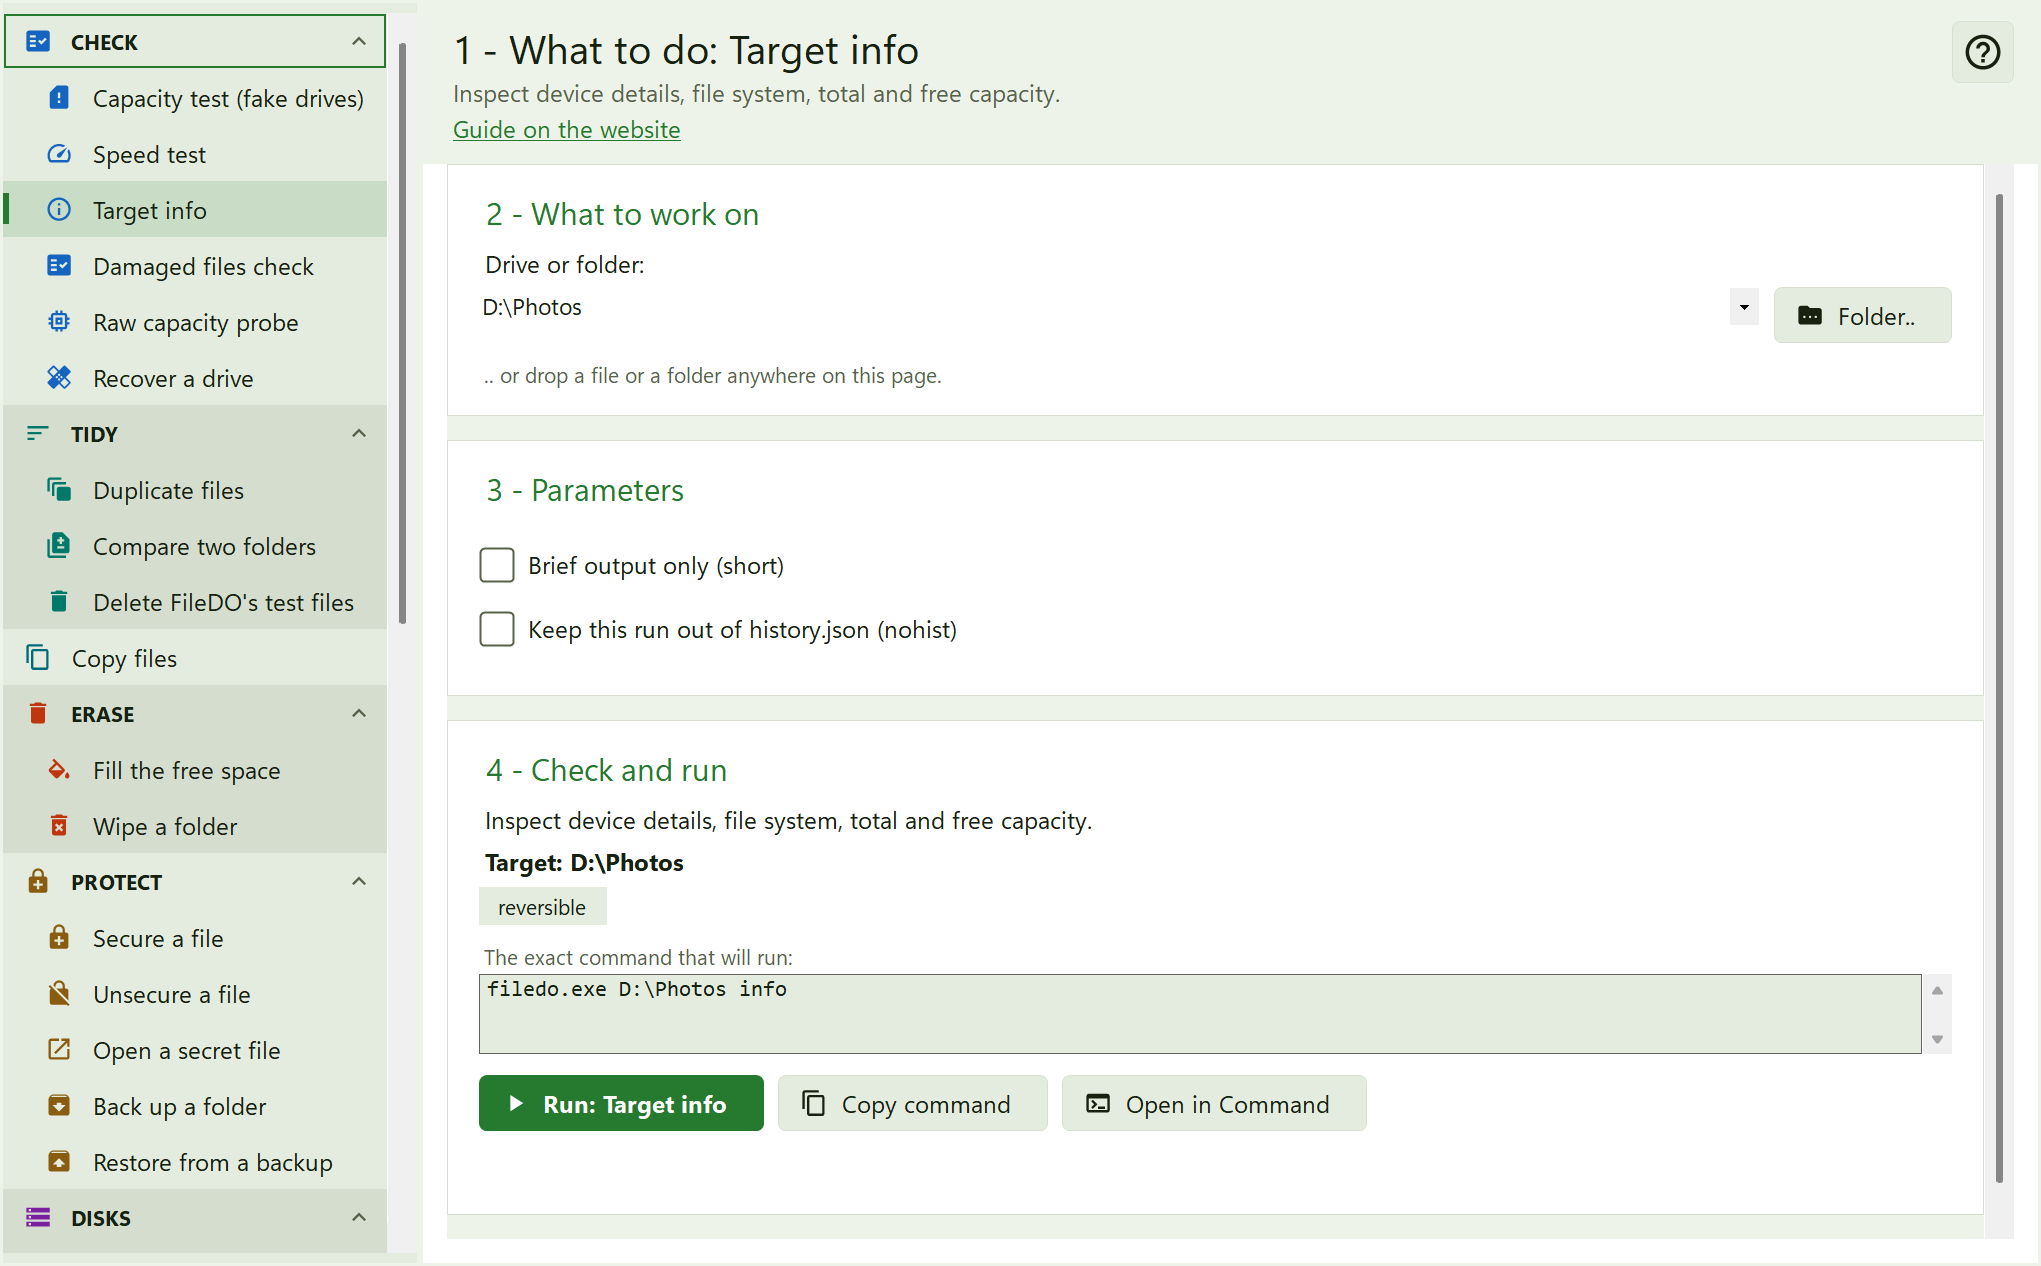 CHECK
Capacity test (fake drives)
Speed test
Target info
Damaged files check
Raw capacity probe
Recover a drive
TIDY
Duplicate files
Compare two folders
Delete FileDO's test files
Copy files
ERASE
Fill the free space
Wipe a folder
PROTECT
Secure a file
Unsecure a file
Open a secret file
Back up a folder
Restore from a backup
DISKS
1 - What to do: Target info
Inspect device details, file system, total and free capacity.
Guide on the website
2 - What to work on
Drive or folder:
D:\Photos
Folder..
.. or drop a file or a folder anywhere on this page.
3 - Parameters
Brief output only (short)
Keep this run out of history.json (nohist)
4 - Check and run
Inspect device details, file system, total and free capacity.
Target: D:\Photos
reversible
The exact command that will run:
filedo.exe D:\Photos info
Run: Target info
Copy command
Open in Command